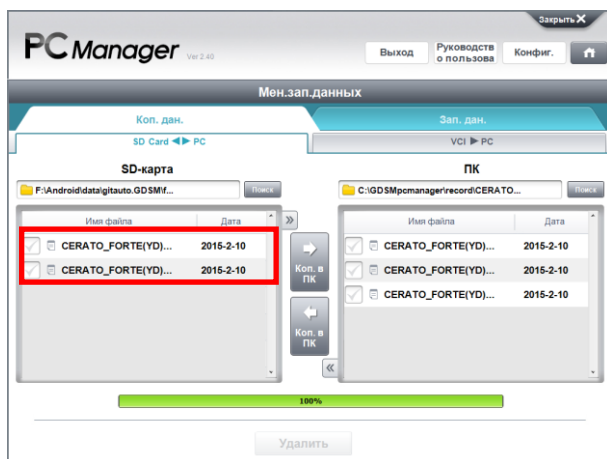 Закрыть X
PC Manager Ver 2.40
Выход
Руководств
о пользова
Конфиг.
Мен.зап.данных
Коп. дан.
Зап. дан.
SD Card ◀▶ PC
VCI ▶ PC
SD-карта
ПК
F:\Android\data\gitauto.GDSM\f...
Поиск
C:\GDSMpcmanager\record\CERATO...
Поиск
Имя файла
Дата
CERATO_FORTE(YD)... 2015-2-10
CERATO_FORTE(YD)... 2015-2-10
Коп. в
ПК
Коп. в
ПК
Имя файла
Дата
CERATO_FORTE(YD)... 2015-2-10
CERATO_FORTE(YD)... 2015-2-10
CERATO_FORTE(YD)... 2015-2-10
100%
Удалить